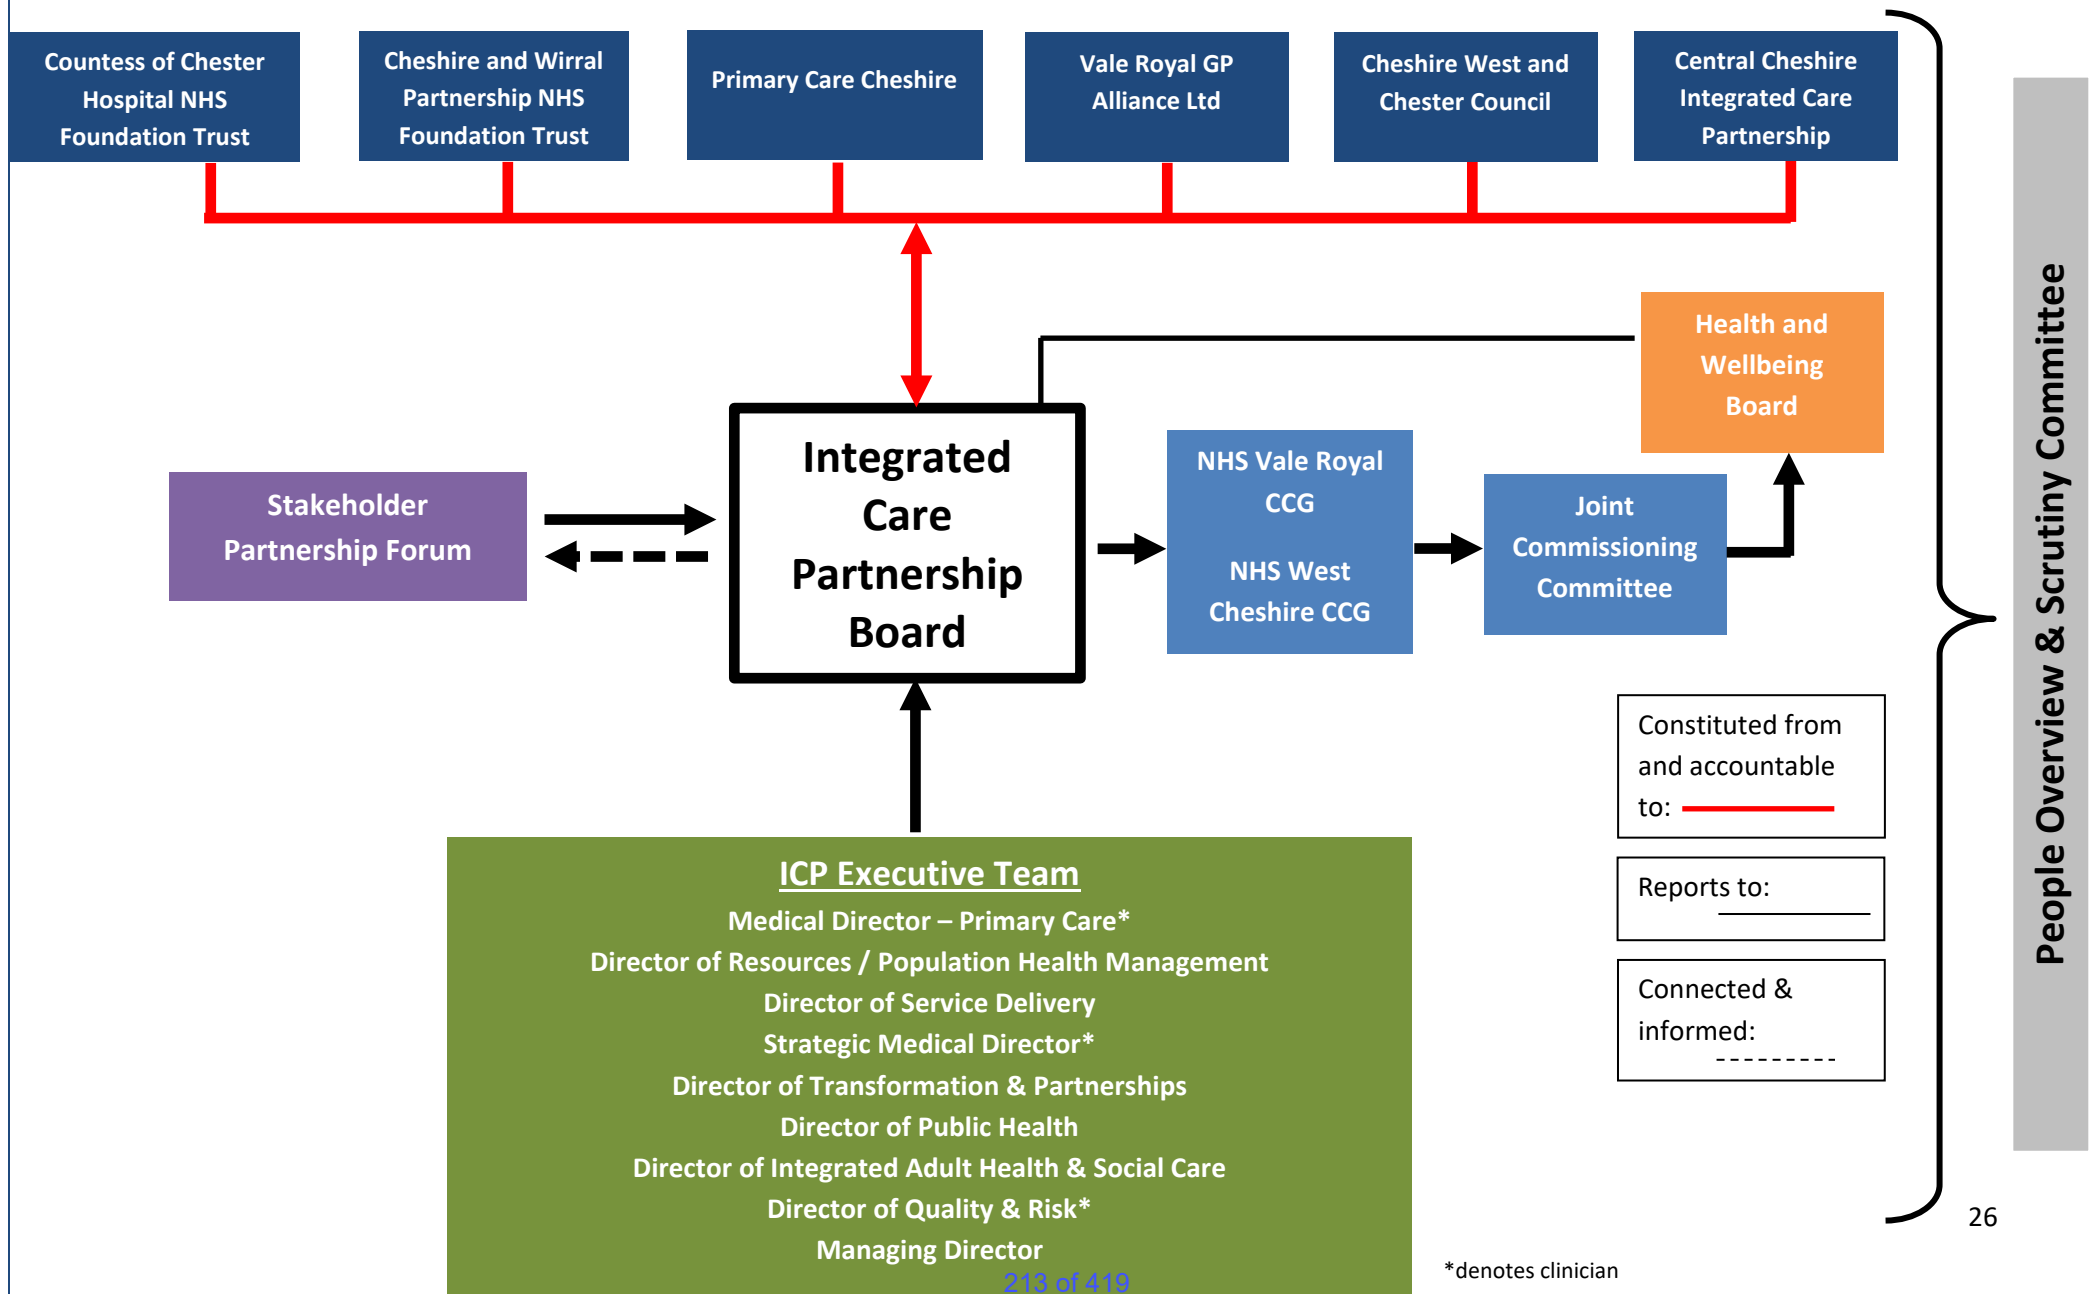 Countess of Chester
Hospital NHS
Foundation Trust
Cheshire and Wirral
Partnership NHS
Foundation Trust
Primary Care Cheshire
Vale Royal GP
Alliance Ltd
Cheshire West and
Chester Council
Central Cheshire
Integrated Care
Partnership
Health and
Wellbeing
Board
Integrated
Care
Partnership
Board
Stakeholder
Partnership Forum
NHS Vale Royal
CCG
NHS West
Cheshire CCG
Joint
Commissioning
Committee
People Overview & Scrutiny Committee
Constituted from
and accountable
to:
Reports to:
Connected &
informed:
ICP Executive Team
Medical Director – Primary Care*
Director of Resources / Population Health Management
Director of Service Delivery
Strategic Medical Director*
Director of Transformation & Partnerships
Director of Public Health
Director of Integrated Adult Health & Social Care
Director of Quality & Risk*
Managing Director
26
*denotes clinician
213 of 419